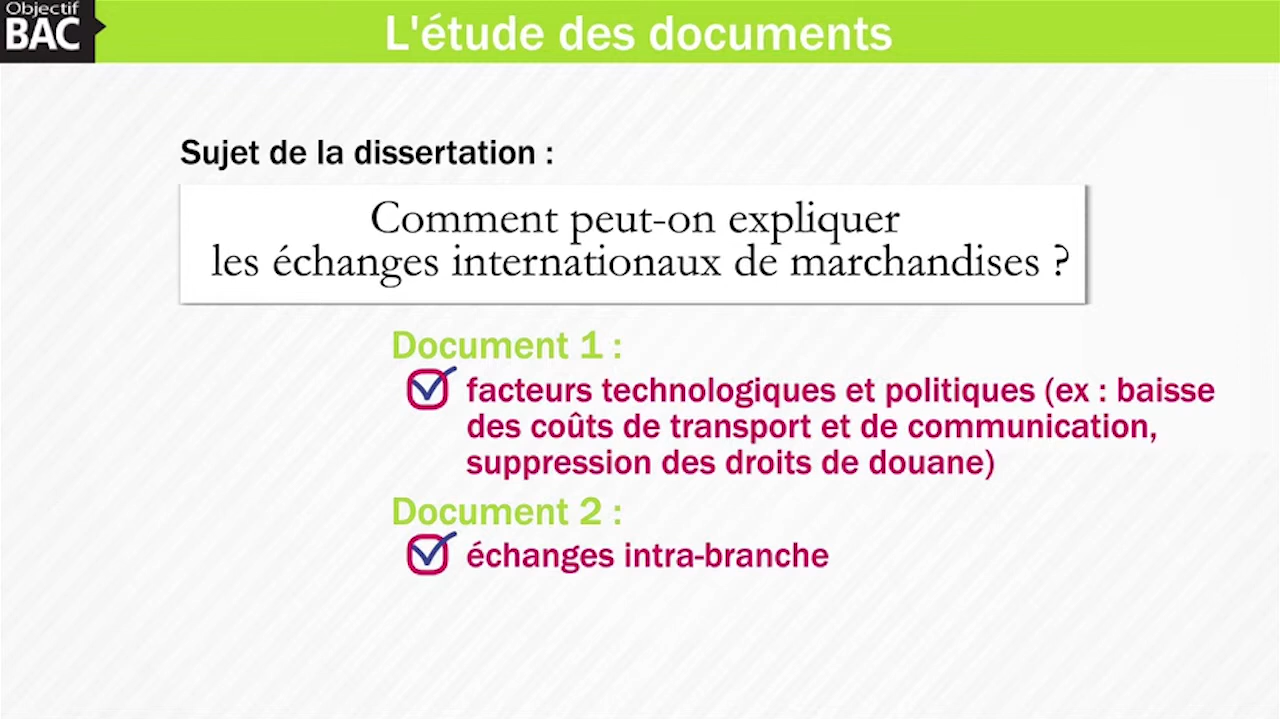 Objectif
BAC
L'étude des documents
Sujet de la dissertation :
Comment peut-on expliquer
les échanges internationaux de marchandises ?
Document 1 :
facteurs technologiques et politiques (ex : baisse
des coûts de transport et de communication,
suppression des droits de douane)
Document 2 :
échanges intra-branche